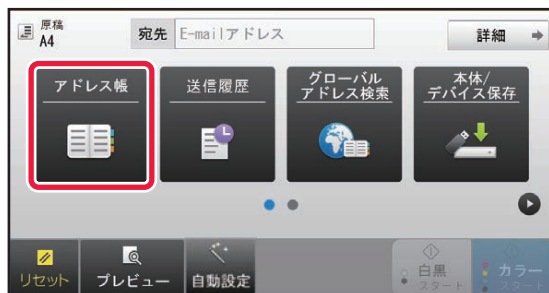 原稿
A4
宛先 E-mailアドレス
詳細
アドレス帳
送信履歴
グローバル
アドレス検索
本体/
デバイス保存
リセット
プレビュー
自動設定
白黒
スタート
カラー
スタート